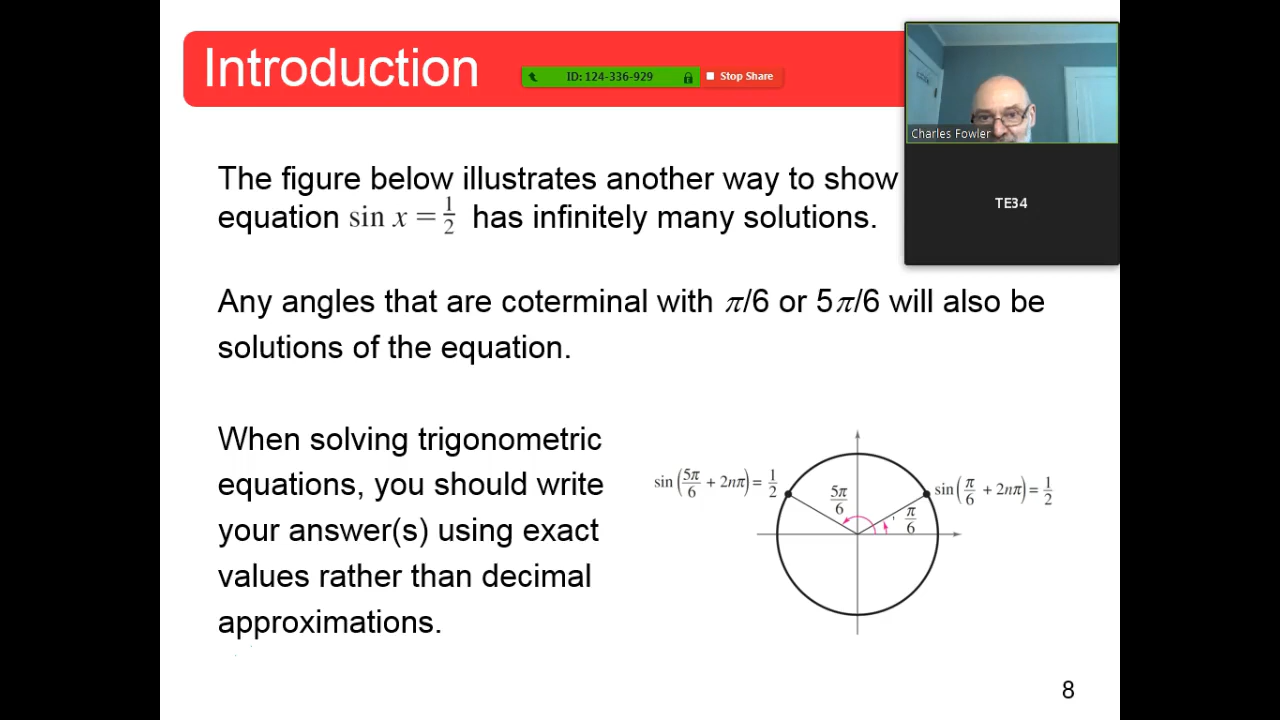 Introduction
ID: 124-336-929
Stop Share
Charles Fowler
TE34
The figure below illustrates another way to show
equation sin x = 1/2 has infinitely many solutions.
Any angles that are coterminal with π/6 or 5π/6 will also be
solutions of the equation.
When solving trigonometric
equations, you should write
your answer(s) using exact
values rather than decimal
approximations.
sin(5π/6 + 2nπ) = 1/2
5π/6
π/6
sin(π/6 + 2nπ) = 1/2
8